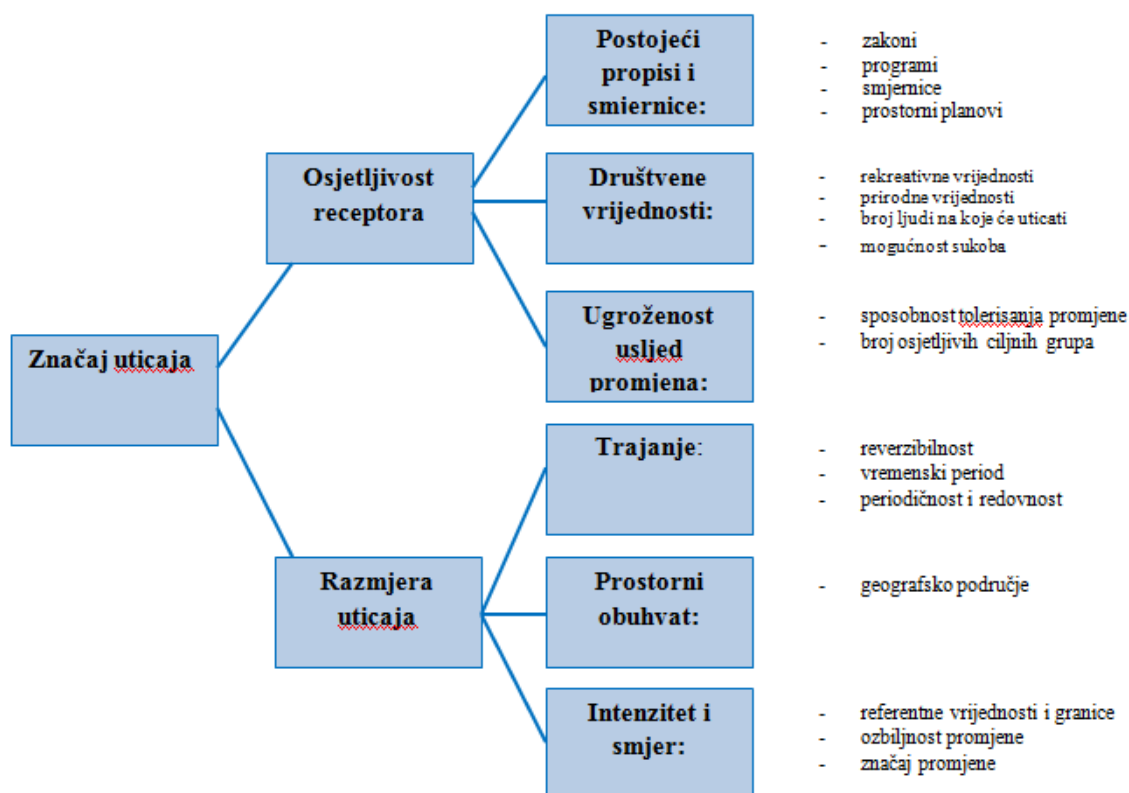 Značaj uticaja
Osjetljivost
receptora
Postojeći
propisi i
smjernice:
- zakoni
- programi
- smjernice
- prostorni planovi
Društvene
vrijednosti:
- rekreativne vrijednosti
- prirodne vrijednosti
- broj ljudi na koje će uticati
- mogućnost sukoba
Ugroženost
usljed
promjena:
- sposobnost tolerisanja promjene
- broj osjetljivih ciljnih grupa
Razmjera
uticaja
Trajanje:
- reverzibilnost
- vremenski period
- periodičnost i redovnost
Prostorni
obuhvat:
- geografsko područje
Intenzitet i
smjer:
- referentne vrijednosti i granice
- ozbiljnost promjene
- značaj promjene